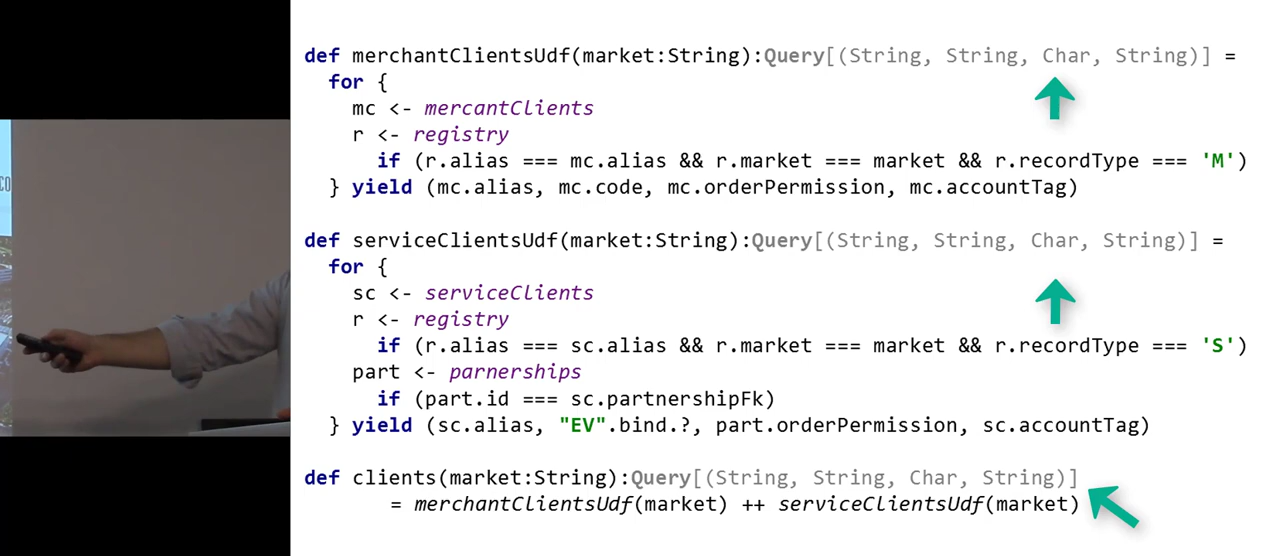 def merchantClientsUdf(market:String):Query[(String, String, Char, String)] =
for {
mc <- mercantClients
r <- registry
if (r.alias === mc.alias && r.market === market && r.recordType === 'M')
} yield (mc.alias, mc.code, mc.orderPermission, mc.accountTag)
def serviceClientsUdf(market:String):Query[(String, String, Char, String)] =
for {
sc <- serviceClients
r <- registry
if (r.alias === sc.alias && r.market === market && r.recordType === 'S')
part <- parnerships
if (part.id === sc.partnershipFk)
} yield (sc.alias, "EV".bind.?, part.orderPermission, sc.accountTag)
def clients(market:String):Query[(String, String, Char, String)]
= merchantClientsUdf(market) ++ serviceClientsUdf(market)